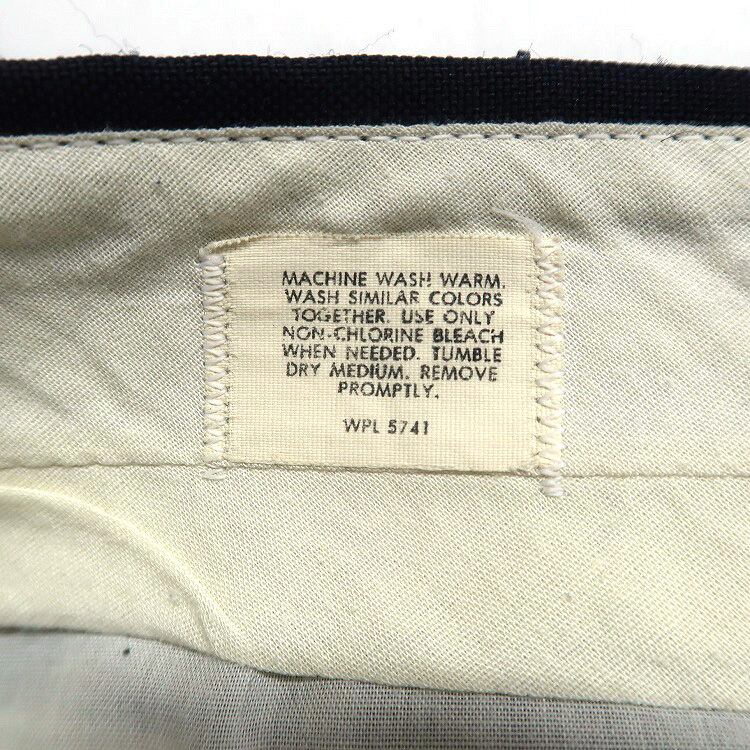 MACHINE WASH WARM.
WASH SIMILAR COLORS
TOGETHER. USE ONLY
NON-CHLORINE BLEACH
WHEN NEEDED. TUMBLE
DRY MEDIUM. REMOVE
PROMPTLY.
WPL 5741